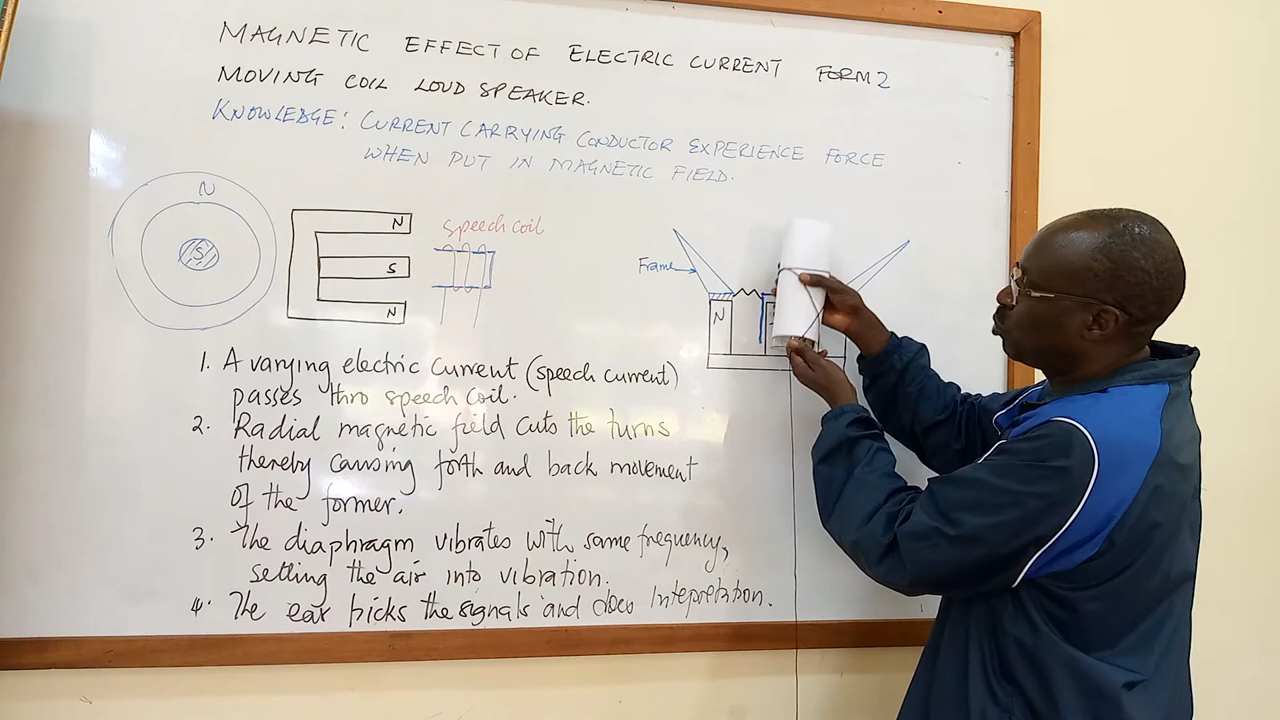 MAGNETIC EFFECT OF ELECTRIC CURRENT FORM 2
MOVING COIL LOUD SPEAKER.
KNOWLEDGE: CURRENT CARRYING CONDUCTOR EXPERIENCE FORCE
WHEN PUT IN MAGNETIC FIELD.
N
S
N
S
N
speech coil
Frame
N
1. A varying electric current (speech current)
passes thro speech coil.
2. Radial magnetic field cuts the turns
thereby causing forth and back movement
of the former.
3. The diaphragm vibrates with same frequency,
setting the air into vibration.
4. The ear picks the signals and does Intepretation.